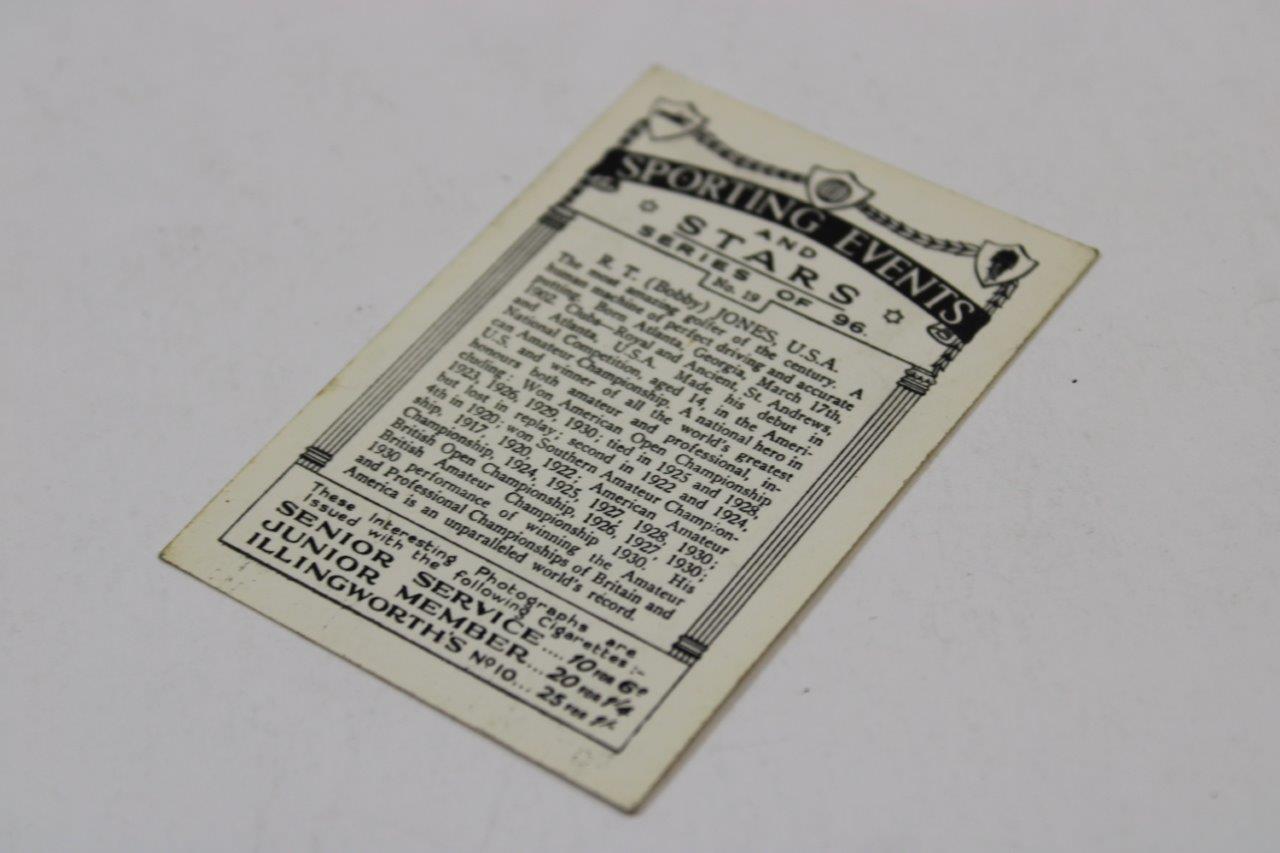 SPORTING EVENTS
AND
STARS
SERIES OF 96.
No. 19
R. T. (Bobby) JONES, U.S.A.
The most amazing golfer of the century. A
human machine of perfect driving and accurate
putting. Born Atlanta, Georgia, March 17th,
1902. Clubs—Royal and Ancient, St. Andrews,
and Atlanta, U.S.A. Made his debut in
National Competition, aged 14, in the Ameri-
can Amateur Championship. A national hero in
U.S. and winner of all the world's greatest
honours both amateur and professional, in-
cluding: Won American Open Championship
1923, 1926, 1929, 1930; tied in 1925 and 1928,
but lost in replay; second in 1922 and 1924,
4th in 1920; won Southern Amateur Champion-
ship, 1917, 1920, 1922; American Amateur
Championship, 1924, 1925, 1927, 1928, 1930;
British Open Championship, 1926, 1927, 1930;
British Amateur Championship 1930. His
1930 performance of winning the Amateur
and Professional Championships of Britain and
America is an unparalleled world's record.
These Interesting Photographs are
issued with the following Cigarettes:-
SENIOR SERVICE .... 10 FOR 6D
JUNIOR MEMBER... 20 FOR 1/4
ILLINGWORTH'S No 10... 25 FOR 1/-